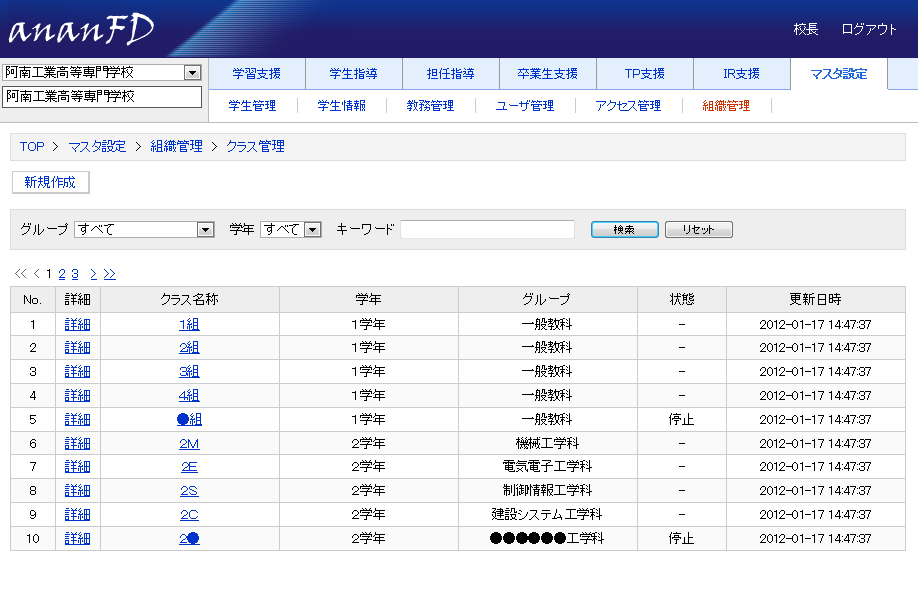 ananFD
校長 ログアウト
阿南工業高等専門学校
阿南工業高等専門学校
学習支援 学生指導 担任指導 卒業生支援 TP支援 IR支援 マスタ設定
学生管理 学生情報 教務管理 ユーザ管理 アクセス管理 組織管理
TOP > マスタ設定 > 組織管理 > クラス管理
新規作成
グループ すべて 学年 すべて キーワード 検索 リセット
<< < 1 2 3 > >>
No. 詳細 クラス名称 学年 グループ 状態 更新日時
1 詳細 1組 1学年 一般教科 - 2012-01-17 14:47:37
2 詳細 2組 1学年 一般教科 - 2012-01-17 14:47:37
3 詳細 3組 1学年 一般教科 - 2012-01-17 14:47:37
4 詳細 4組 1学年 一般教科 - 2012-01-17 14:47:37
5 詳細 ●組 1学年 一般教科 停止 2012-01-17 14:47:37
6 詳細 2M 2学年 機械工学科 - 2012-01-17 14:47:37
7 詳細 2E 2学年 電気電子工学科 - 2012-01-17 14:47:37
8 詳細 2S 2学年 制御情報工学科 - 2012-01-17 14:47:37
9 詳細 2C 2学年 建設システム工学科 - 2012-01-17 14:47:37
10 詳細 2● 2学年 ●●●●●●工学科 停止 2012-01-17 14:47:37